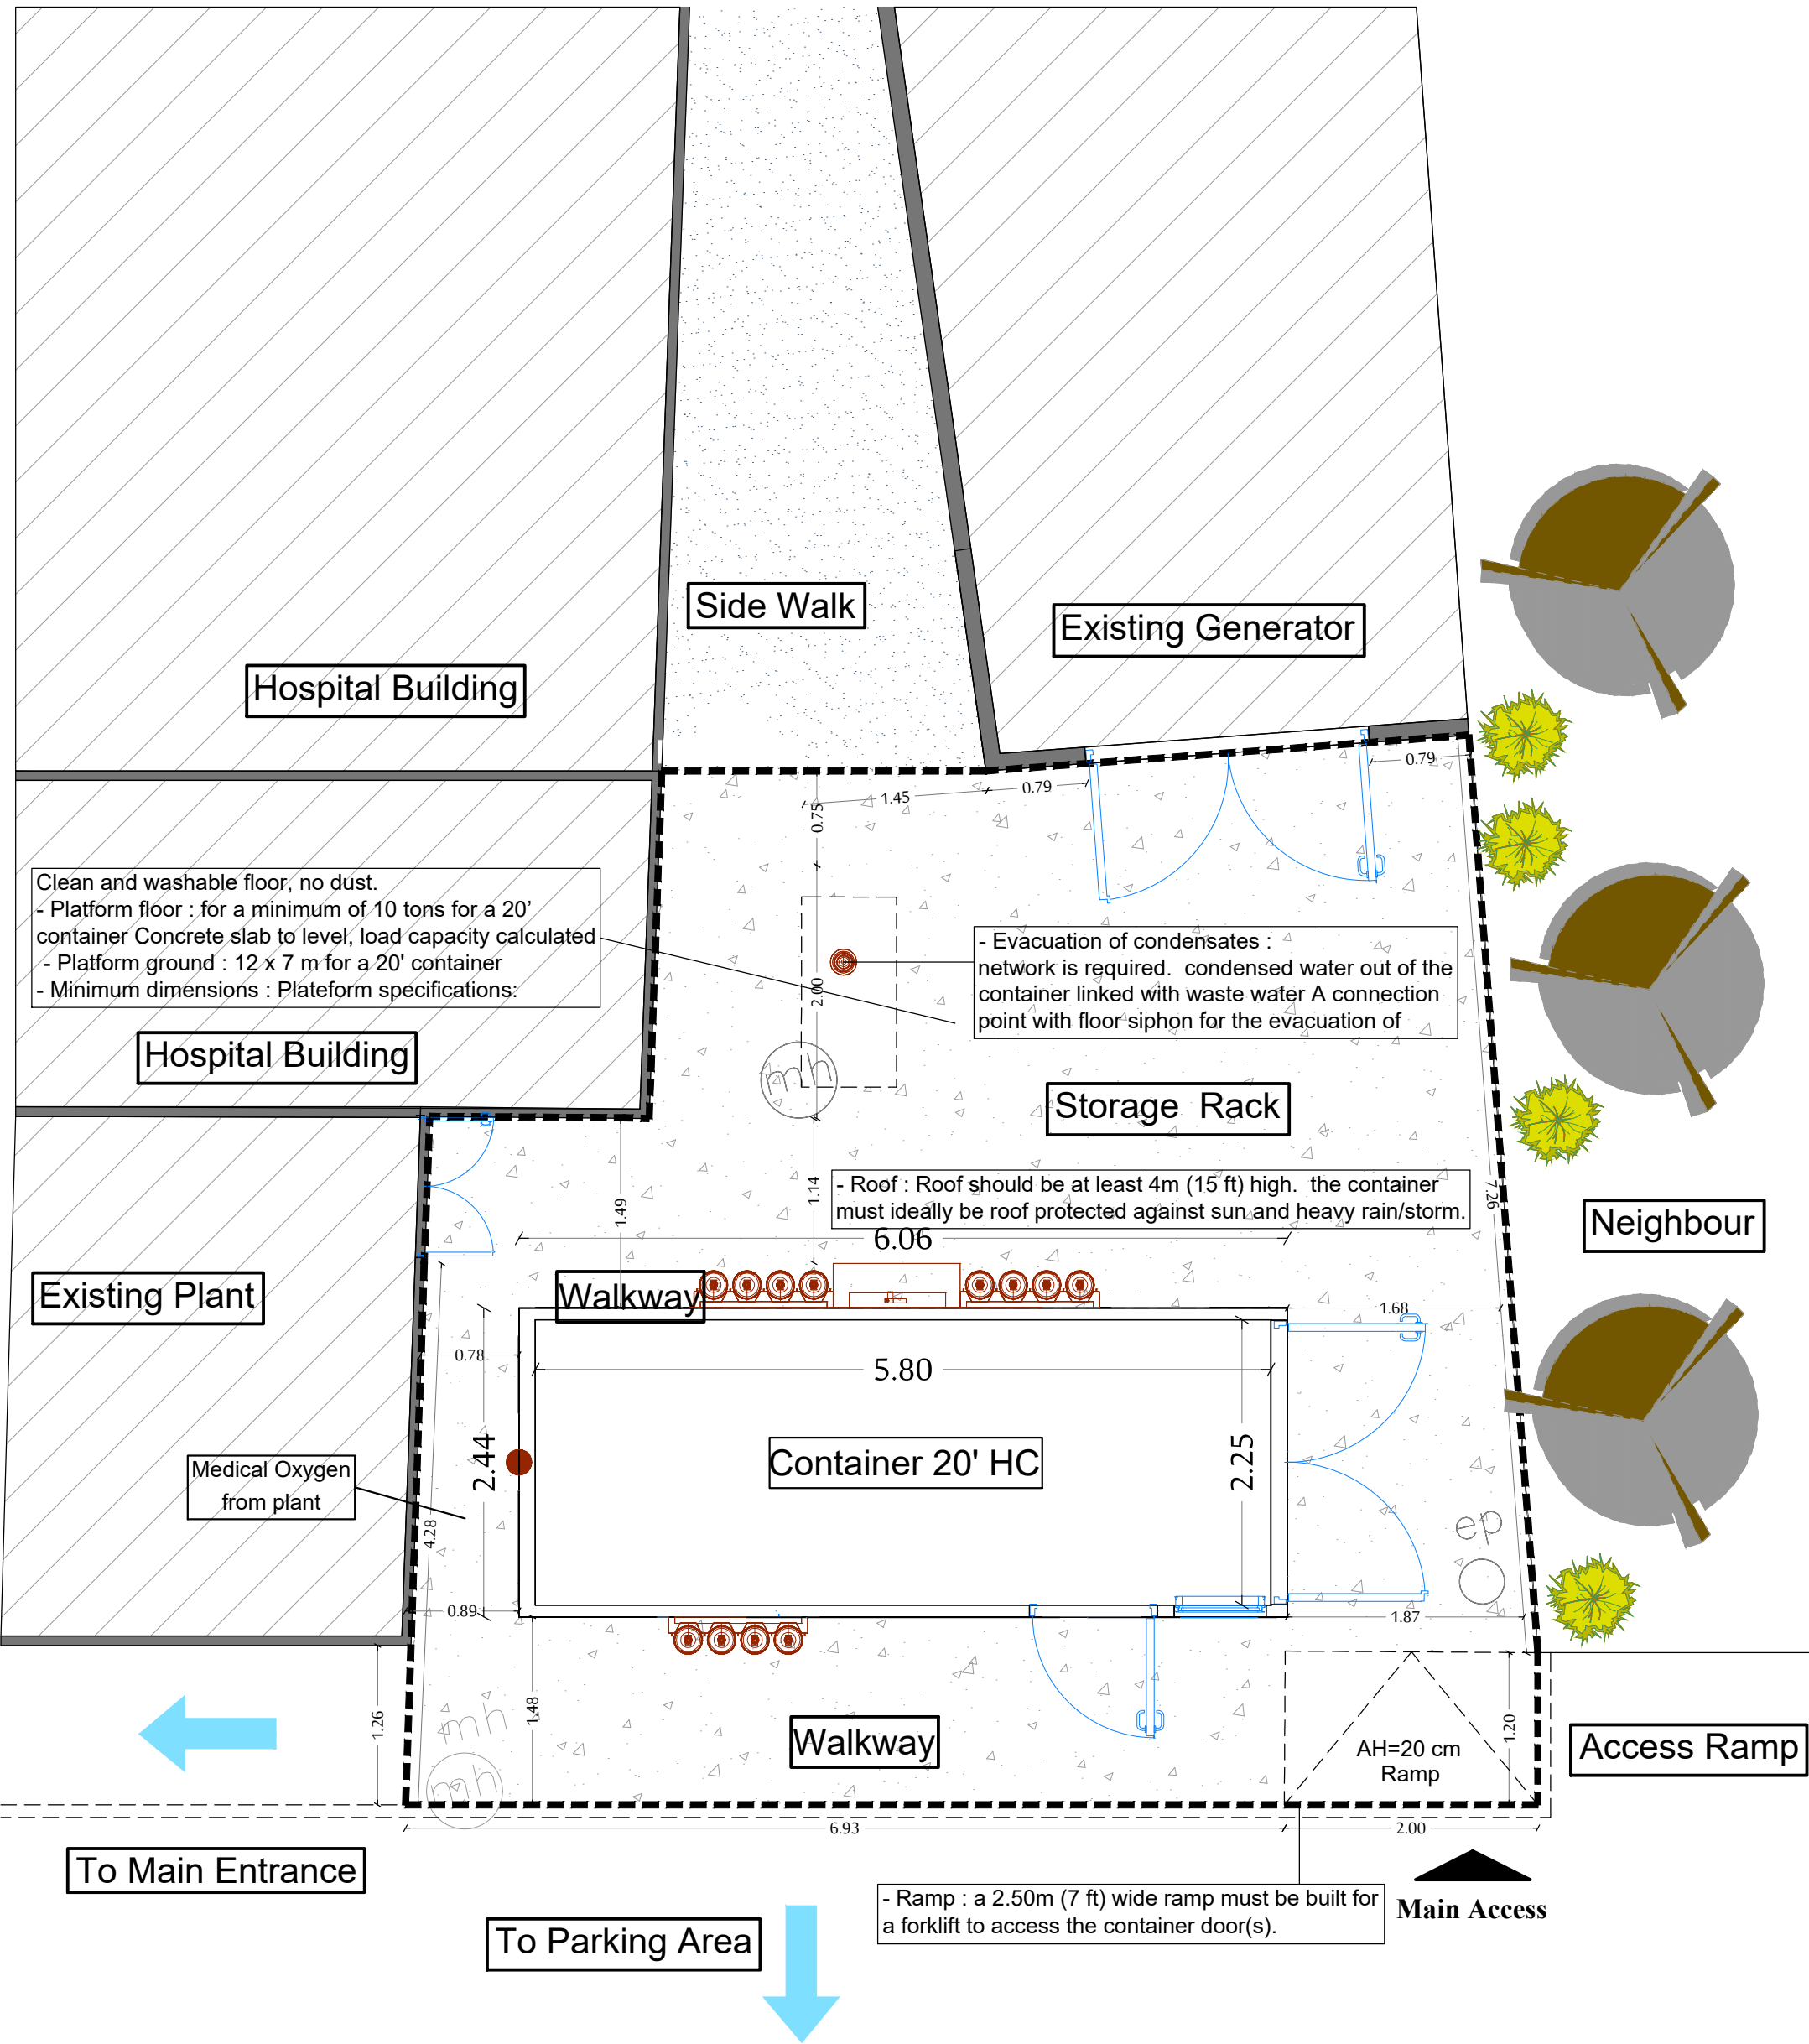 Side Walk
Existing Generator
Hospital Building
0.79
0.79
1.45
0.75
Clean and washable floor, no dust.
- Platform floor : for a minimum of 10 tons for a 20’
container Concrete slab to level, load capacity calculated
- Platform ground : 12 x 7 m for a 20' container
- Minimum dimensions : Plateform specifications:
- Evacuation of condensates :
network is required. condensed water out of the
container linked with waste water A connection
point with floor siphon for the evacuation of
2.00
Hospital Building
mh
Storage Rack
- Roof : Roof should be at least 4m (15 ft) high. the container
must ideally be roof protected against sun and heavy rain/storm.
1.14
1.49
7.26
Neighbour
6.06
Existing Plant
Walkway
1.68
0.78
5.80
2.44
Container 20' HC
2.25
Medical Oxygen
from plant
4.28
ep
0.89
1.87
1.26
mh
1.48
mh
Walkway
AH=20 cm
Ramp
1.20
Access Ramp
6.93
2.00
To Main Entrance
- Ramp : a 2.50m (7 ft) wide ramp must be built for
a forklift to access the container door(s).
Main Access
To Parking Area